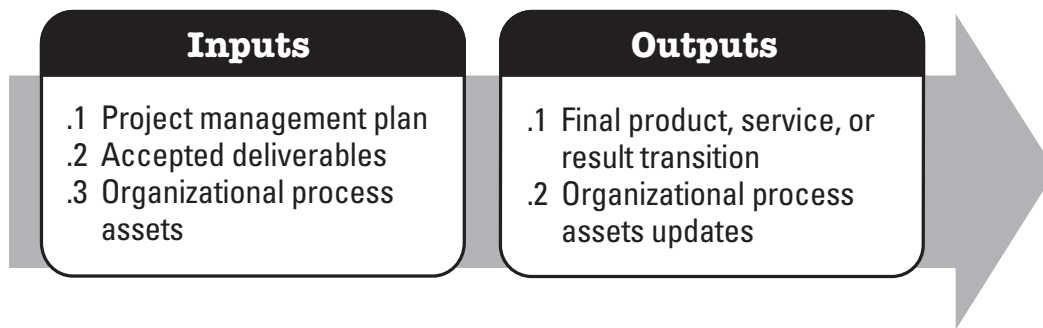 Inputs
.1 Project management plan
.2 Accepted deliverables
.3 Organizational process
assets
Outputs
.1 Final product, service, or
result transition
.2 Organizational process
assets updates